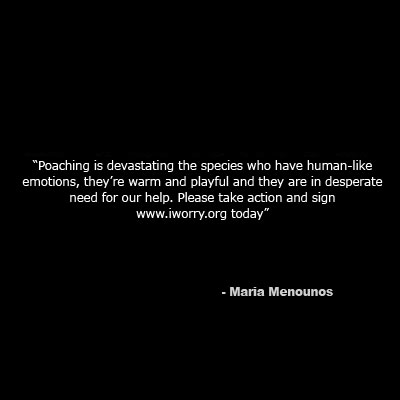 “Poaching is devastating the species who have human-like
emotions, they’re warm and playful and they are in desperate
need for our help. Please take action and sign
www.iworry.org today”
- Maria Menounos